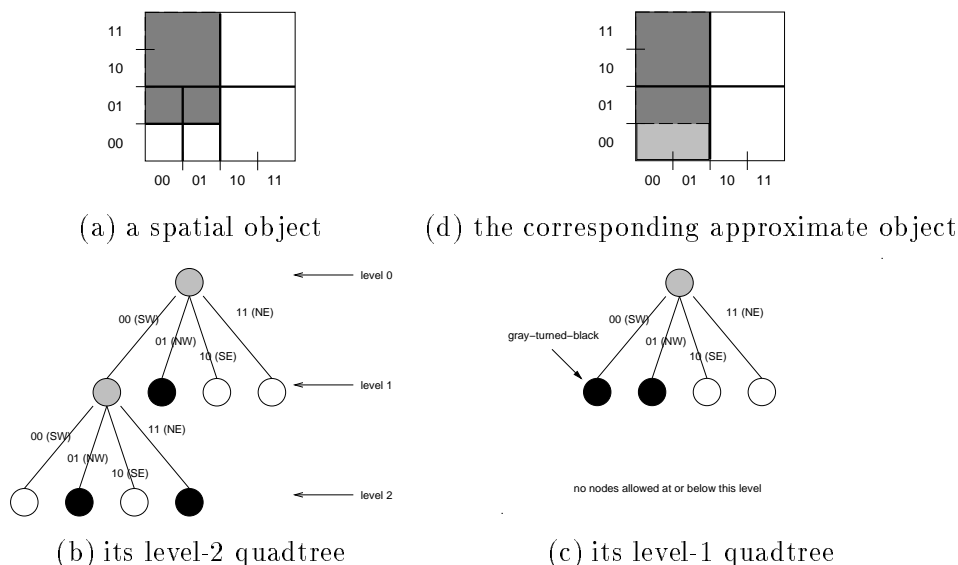 11
10
01
00
00 01 10 11
(a) a spatial object
11
10
01
00
00 01 10 11
(d) the corresponding approximate object
level 0
00 (SW)
11 (NE)
01 (NW)
10 (SE)
level 1
00 (SW)
11 (NE)
01 (NW)
10 (SE)
level 2
(b) its level-2 quadtree
00 (SW)
11 (NE)
gray-turned-black
01 (NW)
10 (SE)
no nodes allowed at or below this level
(c) its level-1 quadtree